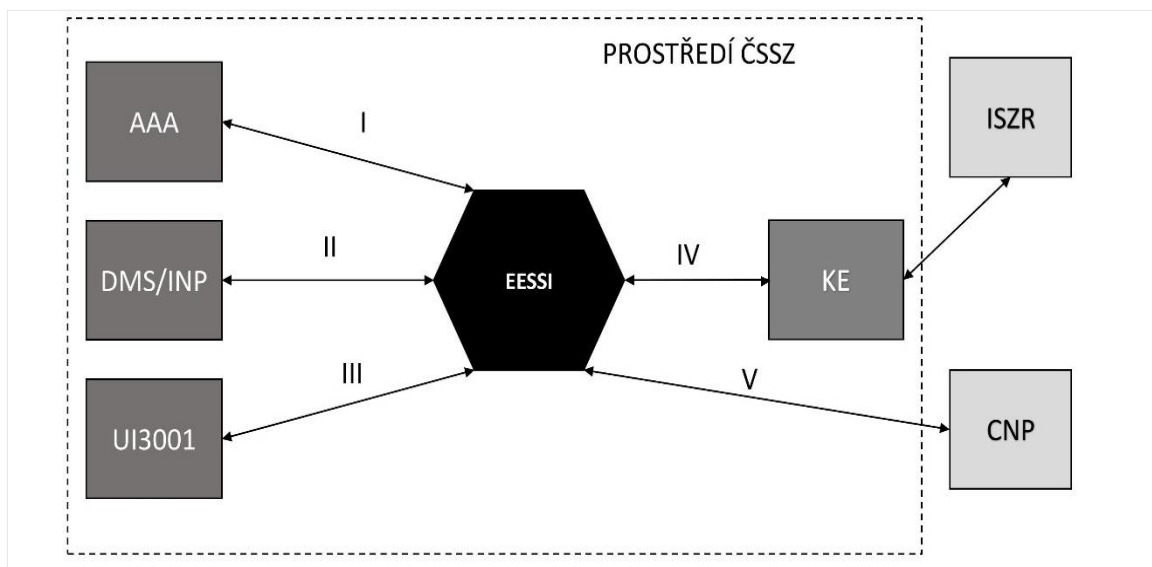 PROSTŘEDÍ ČSSZ
AAA
I
ISZR
DMS/INP
II
EESSI
IV
KE
UI3001
III
V
CNP